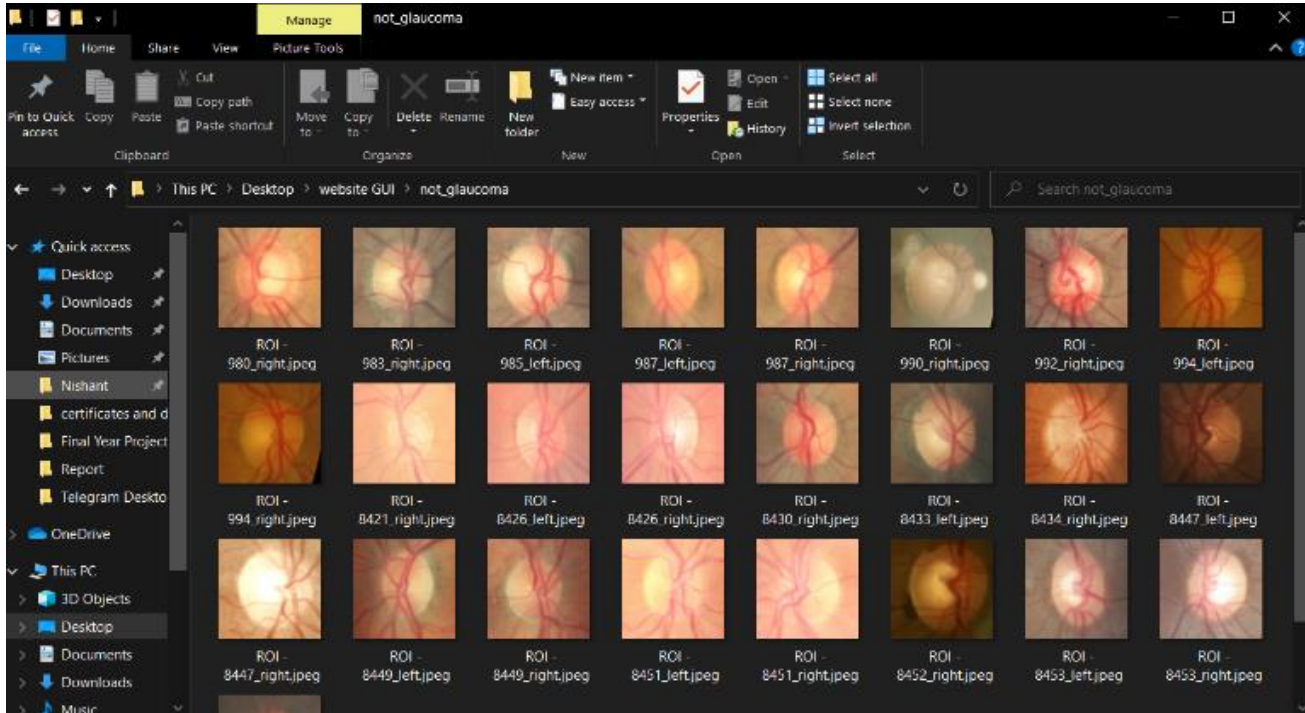 Manage
not_glaucoma
File
Home
Share
View
Picture Tools
Pin to Quick
access
Copy
Paste
Cut
Copy path
Paste shortcut
Clipboard
Move
to
Copy
to
Delete
Rename
Organize
New
folder
New item
Easy access
New
Properties
Open
Edit
History
Open
Select all
Select none
Invert selection
Select
This PC > Desktop > website GUI > not_glaucoma
Search not_glaucoma
Quick access
Desktop
Downloads
Documents
Pictures
Nishant
certificates and d
Final Year Project
Report
Telegram Deskto
OneDrive
This PC
3D Objects
Desktop
Documents
Downloads
Music
ROI -
980_right.jpeg
ROI -
983_right.jpeg
ROI -
985_left.jpeg
ROI -
987_left.jpeg
ROI -
987_right.jpeg
ROI -
990_right.jpeg
ROI -
992_right.jpeg
ROI -
994_left.jpeg
ROI -
994_right.jpeg
ROI -
8421_right.jpeg
ROI -
8426_left.jpeg
ROI -
8426_right.jpeg
ROI -
8430_right.jpeg
ROI -
8433_left.jpeg
ROI -
8434_right.jpeg
ROI -
8447_left.jpeg
ROI -
8447_right.jpeg
ROI -
8449_left.jpeg
ROI -
8449_right.jpeg
ROI -
8451_left.jpeg
ROI -
8451_right.jpeg
ROI -
8452_right.jpeg
ROI -
8453_left.jpeg
ROI -
8453_right.jpeg